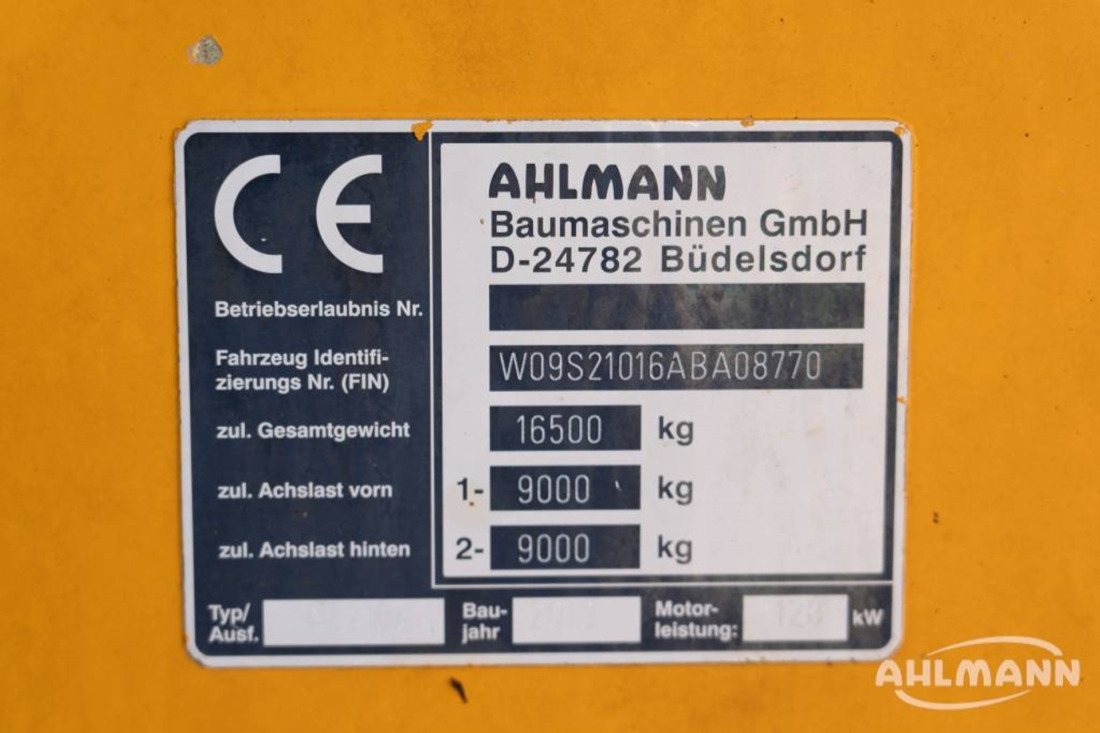 CE
AHLMANN
Baumaschinen GmbH
D-24782 Büdelsdorf
Betriebserlaubnis Nr.
Fahrzeug Identifi-
zierungs Nr. (FIN)
W09S21016ABA08770
zul. Gesamtgewicht 16500 kg
zul. Achslast vorn 1- 9000 kg
zul. Achslast hinten 2- 9000 kg
Typ/
Ausf.
Bau-
jahr
Motor-
leistung:
kW
AHLMANN